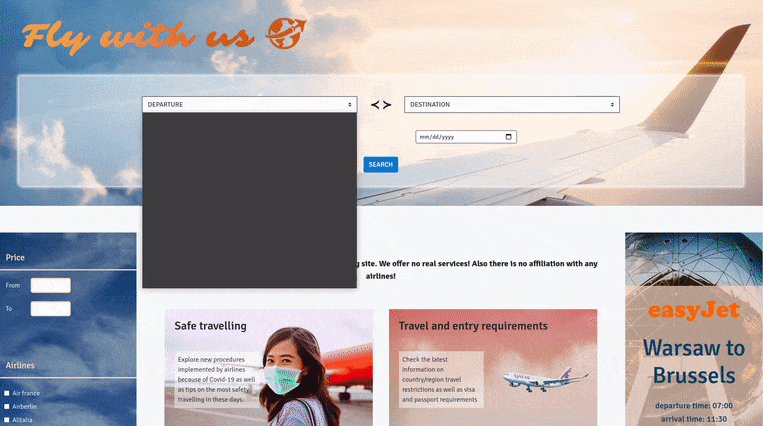 Fly with us
DEPARTURE
DESTINATION
mm/dd/yyyy
SEARCH
site. We offer no real services! Also there is no affiliation with any
airlines!
Price
From
To
Airlines
Air france
Airberlin
Alitalia
Safe travelling
Explore new procedures
implemented by airlines
because of Covid-19 as well
as tips on the most safety
travelling in these days.
Travel and entry requirements
Check the latest
information on
country/region travel
restrictions as well as visa
and passport requirements
QATAR
easyJet
Warsaw to
Brussels
departure time: 07:00
arrival time: 11:30